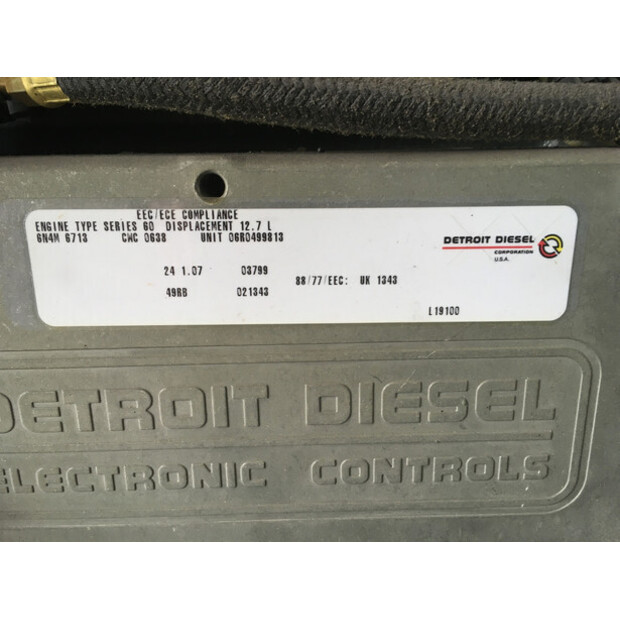 EEC/ECE COMPLIANCE
ENGINE TYPE SERIES 60 DISPLACEMENT 12.7 L
6N4M 6713 CWC 0638 UNIT 06R0499813
24 1.07 03799
88/77/EEC: UK 1343
49RB 021343
L19100
DETROIT DIESEL
CORPORATION
U.S.A.
DETROIT DIESEL
ELECTRONIC CONTROLS